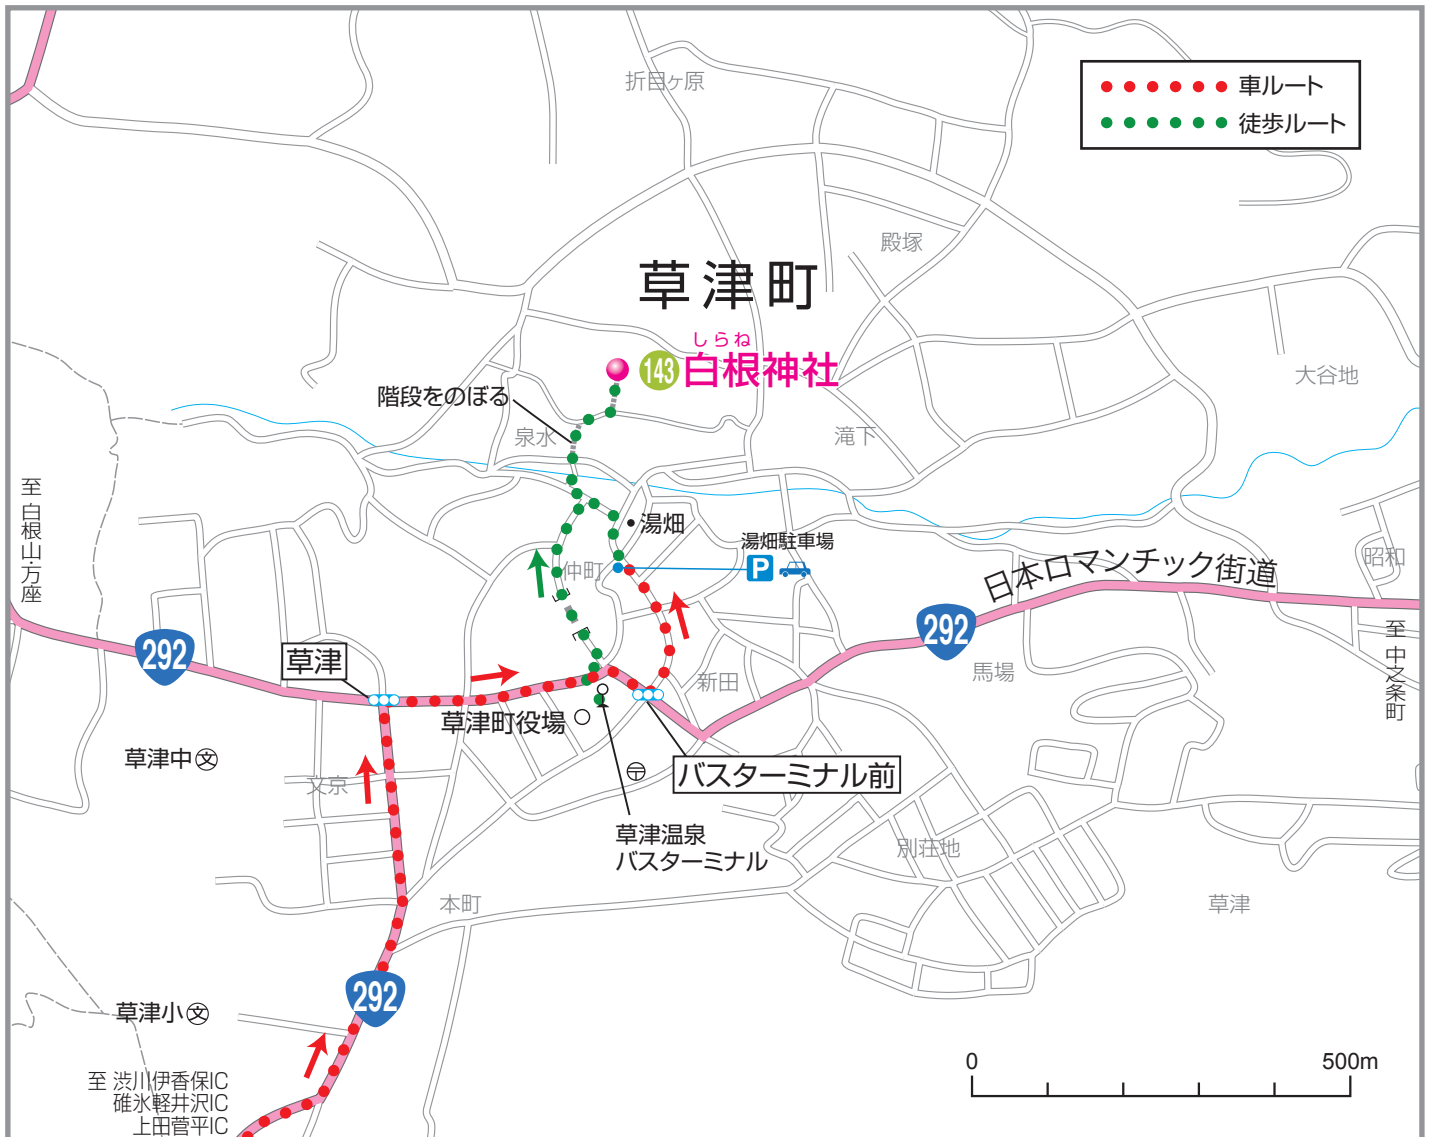 車ルート
徒歩ルート
折目ヶ原
殿塚
草津町
しらね
143 白根神社
階段をのぼる
泉水
滝下
大谷地
至 白根山・万座
湯畑
湯畑駐車場
P
仲町
昭和
日本ロマンチック街道
292
292
草津
至 中之条町
新田
馬場
草津町役場
草津中 文
文京
〒
バスターミナル前
草津温泉
バスターミナル
別荘地
本町
草津
292
草津小 文
0 500m
至 渋川伊香保IC
碓氷軽井沢IC
上田菅平IC